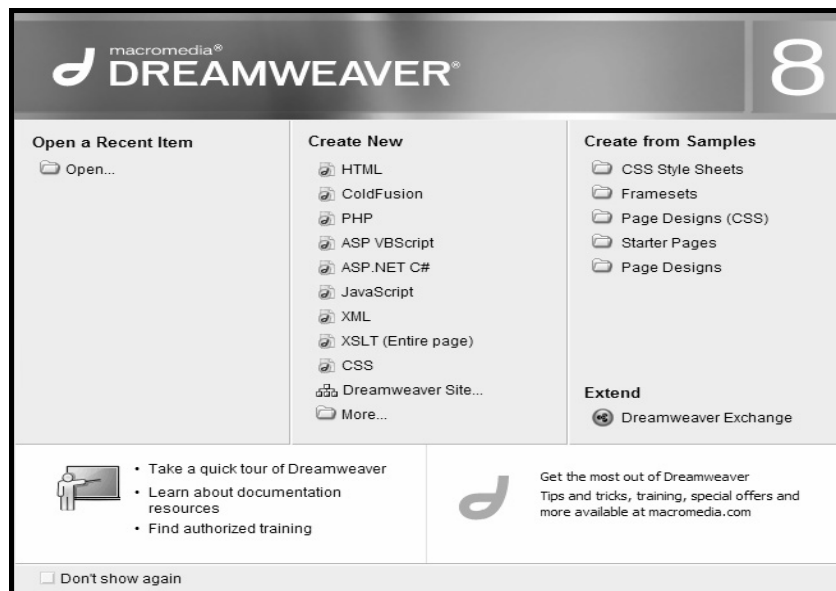 macromedia®
DREAMWEAVER®
8
Open a Recent Item
Open...
Create New
HTML
ColdFusion
PHP
ASP VBScript
ASP.NET C#
JavaScript
XML
XSLT (Entire page)
CSS
Dreamweaver Site...
More...
Create from Samples
CSS Style Sheets
Framesets
Page Designs (CSS)
Starter Pages
Page Designs
Extend
Dreamweaver Exchange
• Take a quick tour of Dreamweaver
• Learn about documentation
resources
• Find authorized training
Get the most out of Dreamweaver
Tips and tricks, training, special offers and
more available at macromedia.com
Don't show again